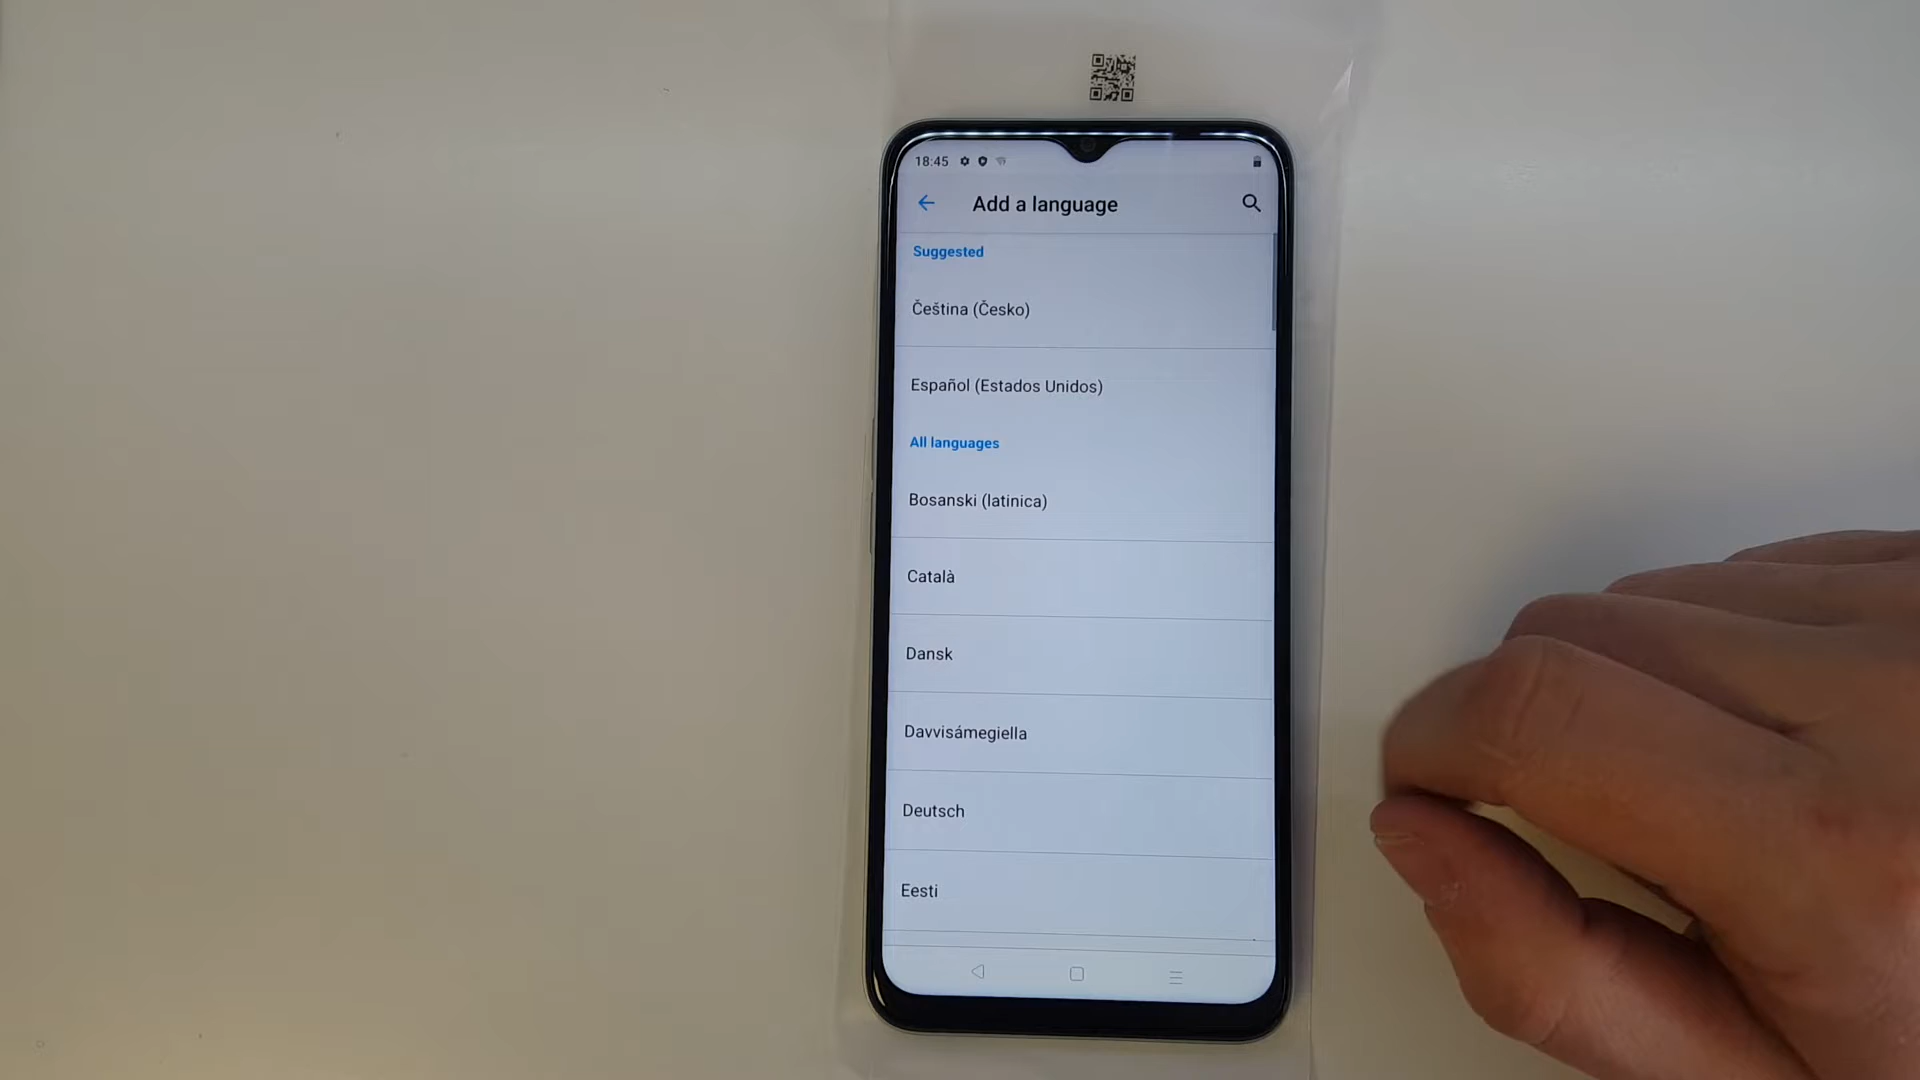 18:45
Add a language
Suggested
Čeština (Česko)
Español (Estados Unidos)
All languages
Bosanski (latinica)
Català
Dansk
Davvisámegiella
Deutsch
Eesti